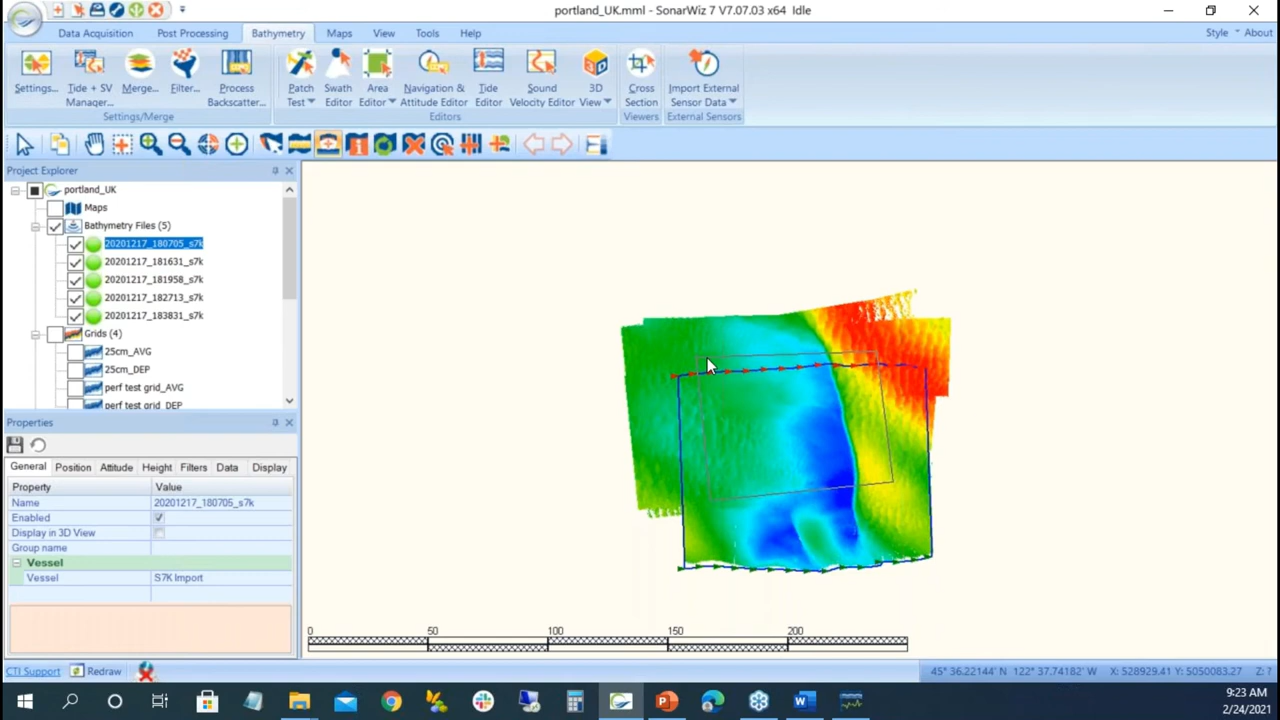 portland_UK.mml - SonarWiz 7 V7.07.03 x64 Idle
Data Acquisition Post Processing Bathymetry Maps View Tools Help Style About
Settings... Tide + SV Manager... Merge... Filter... Process Backscatter... Patch Test Swath Editor Area Editor Navigation & Attitude Editor Tide Editor Sound Velocity Editor 3D View Cross Section Import External Sensor Data
Settings/Merge Editors Viewers External Sensors
Project Explorer
portland_UK
Maps
Bathymetry Files (5)
20201217_180705_s7k
20201217_181631_s7k
20201217_181958_s7k
20201217_182713_s7k
20201217_183831_s7k
Grids (4)
25cm_AVG
25cm_DEP
perf test grid_AVG
perf test grid_DEP
Properties
General Position Attitude Height Filters Data Display
Property Value
Name 20201217_180705_s7k
Enabled
Display in 3D View
Group name
Vessel
Vessel S7K Import
0 50 100 150 200
CTI Support Redraw 45° 36.22144' N 122° 37.74182' W X: 528929.41 Y: 5050083.27 Z: ?
9:23 AM
2/24/2021